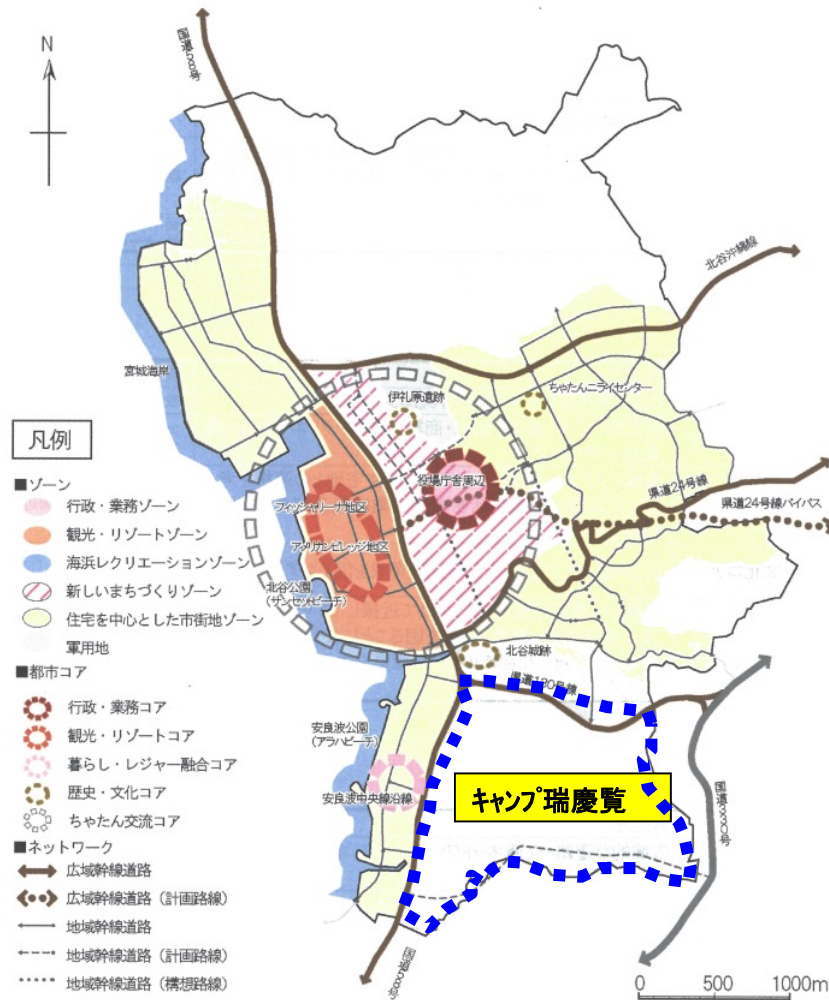 N
国道58号
北谷沖縄線
宮城海岸
伊礼原遺跡
ちゃたんニライセンター
役場庁舎周辺
県道24号線
県道24号線バイパス
フィッシャリーナ地区
アメリカンビレッジ地区
北谷公園
(サンセットビーチ)
北谷城跡
県道130号線
安良波公園
(アラハビーチ)
安良波中央線沿線
キャンプ瑞慶覧
国道330号
国道58号
凡例
■ゾーン
行政・業務ゾーン
観光・リゾートゾーン
海浜レクリエーションゾーン
新しいまちづくりゾーン
住宅を中心とした市街地ゾーン
軍用地
■都市コア
行政・業務コア
観光・リゾートコア
暮らし・レジャー融合コア
歴史・文化コア
ちゃたん交流コア
■ネットワーク
広域幹線道路
広域幹線道路(計画路線)
地域幹線道路
地域幹線道路(計画路線)
地域幹線道路(構想路線)
0 500 1000m